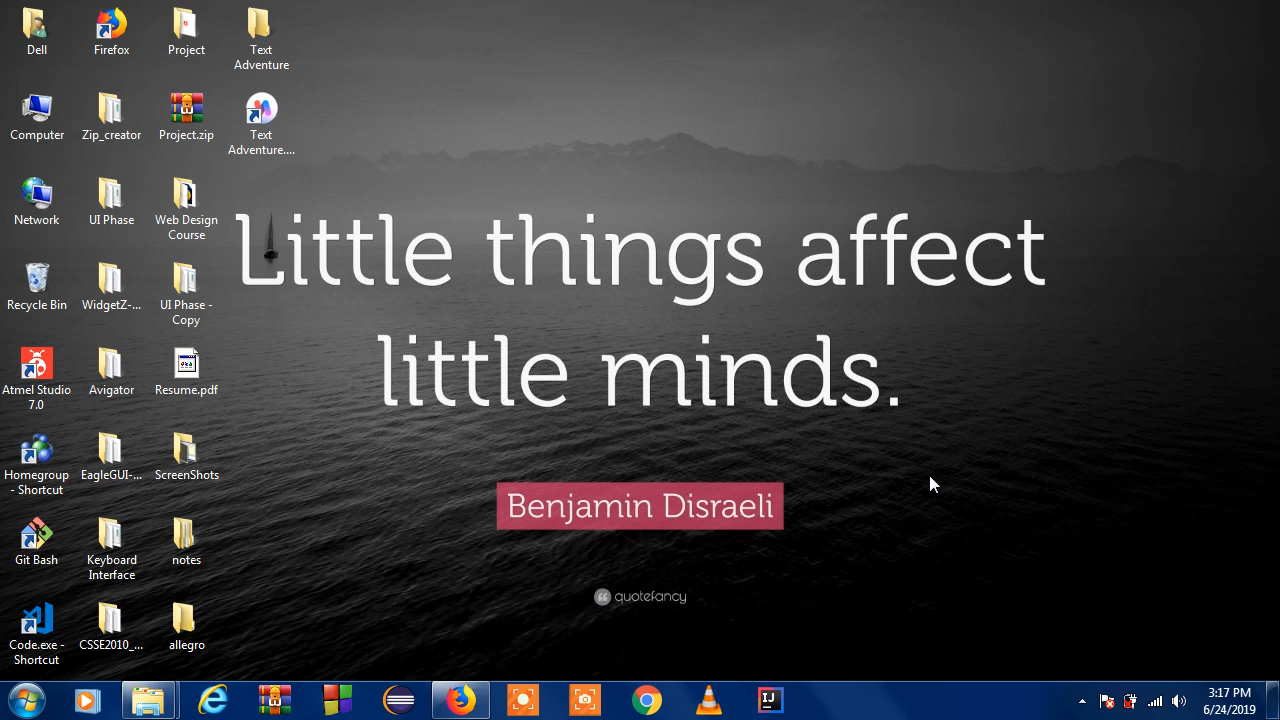 Dell
Firefox
Project
Text
Adventure
Computer
Zip_creator
Project.zip
Text
Adventure....
Network
UI Phase
Web Design
Course
Recycle Bin
WidgetZ-...
UI Phase -
Copy
Atmel Studio
7.0
Avigator
Resume.pdf
Homegroup
- Shortcut
EagleGUI-...
ScreenShots
Git Bash
Keyboard
Interface
notes
Code.exe -
Shortcut
CSSE2010_...
allegro
Little things affect
little minds.
Benjamin Disraeli
quotefancy
IJ
3:17 PM
6/24/2019